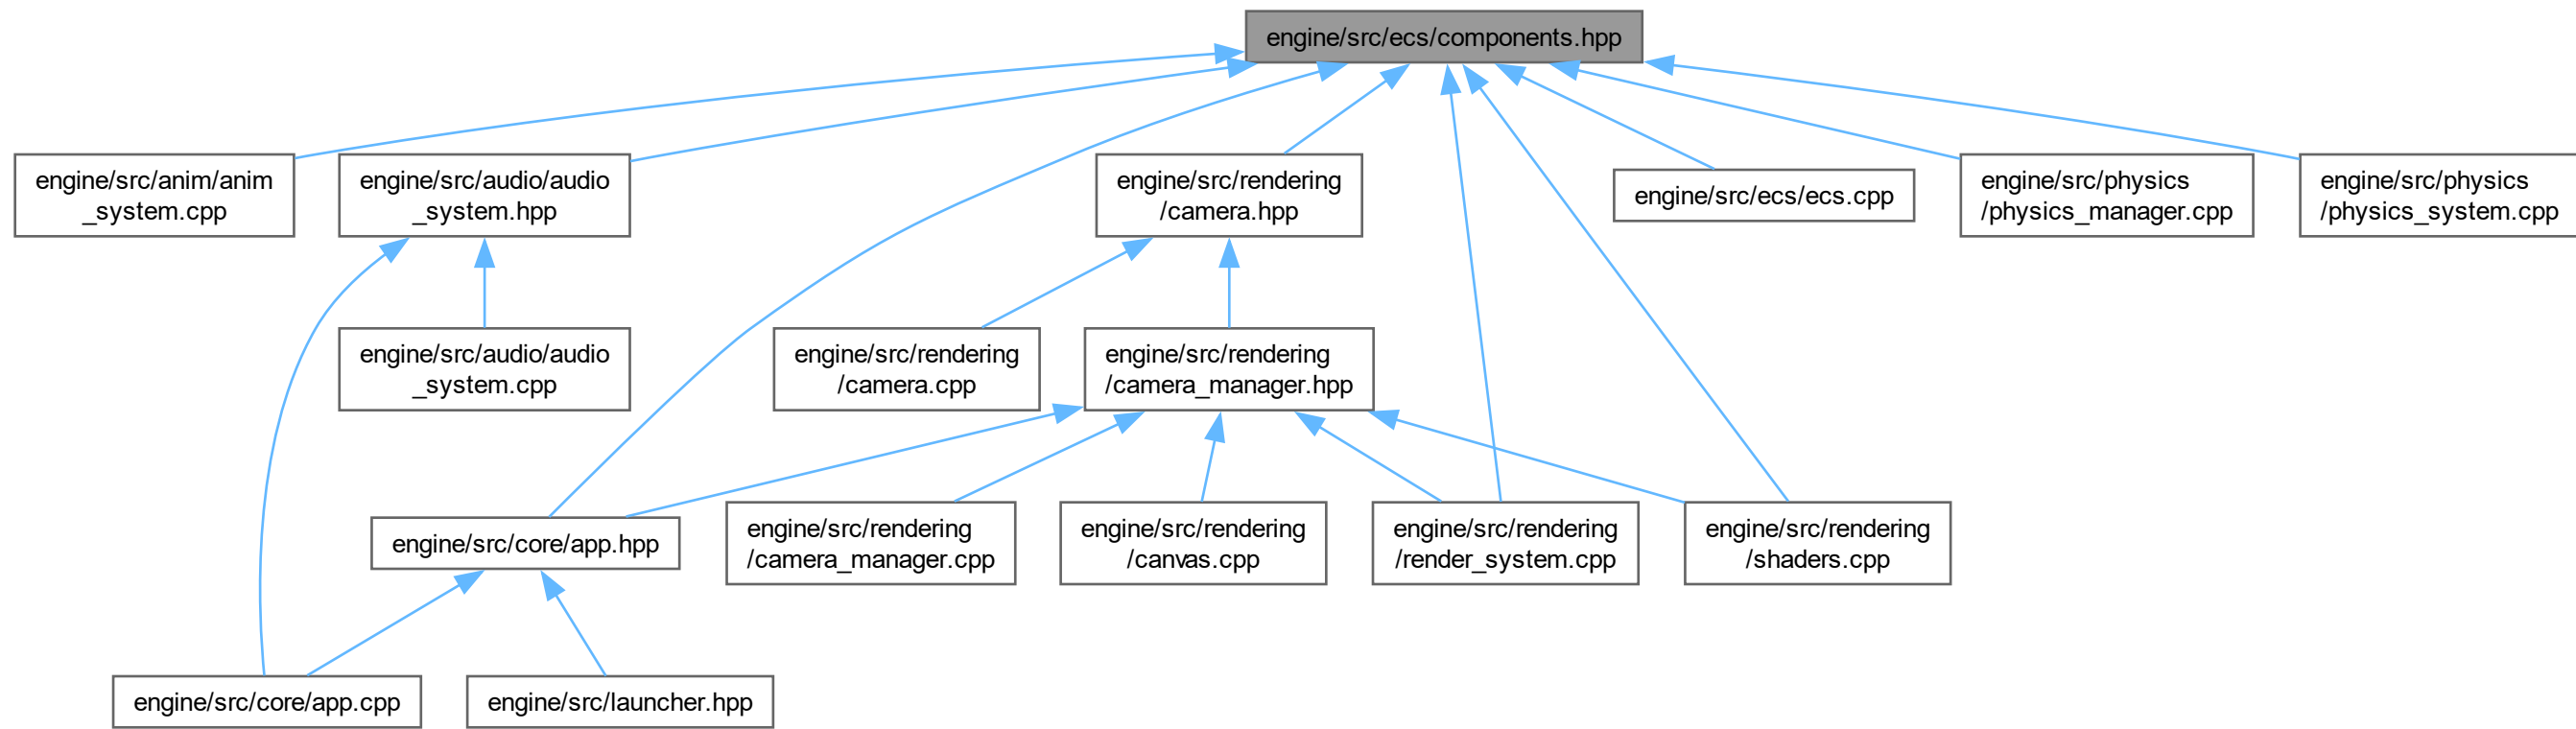 engine/src/ecs/components.hpp
engine/src/anim/anim
_system.cpp
engine/src/audio/audio
_system.hpp
engine/src/rendering
/camera.hpp
engine/src/ecs/ecs.cpp
engine/src/physics
/physics_manager.cpp
engine/src/physics
/physics_system.cpp
engine/src/audio/audio
_system.cpp
engine/src/rendering
/camera.cpp
engine/src/rendering
/camera_manager.hpp
engine/src/core/app.hpp
engine/src/rendering
/camera_manager.cpp
engine/src/rendering
/canvas.cpp
engine/src/rendering
/render_system.cpp
engine/src/rendering
/shaders.cpp
engine/src/core/app.cpp
engine/src/launcher.hpp